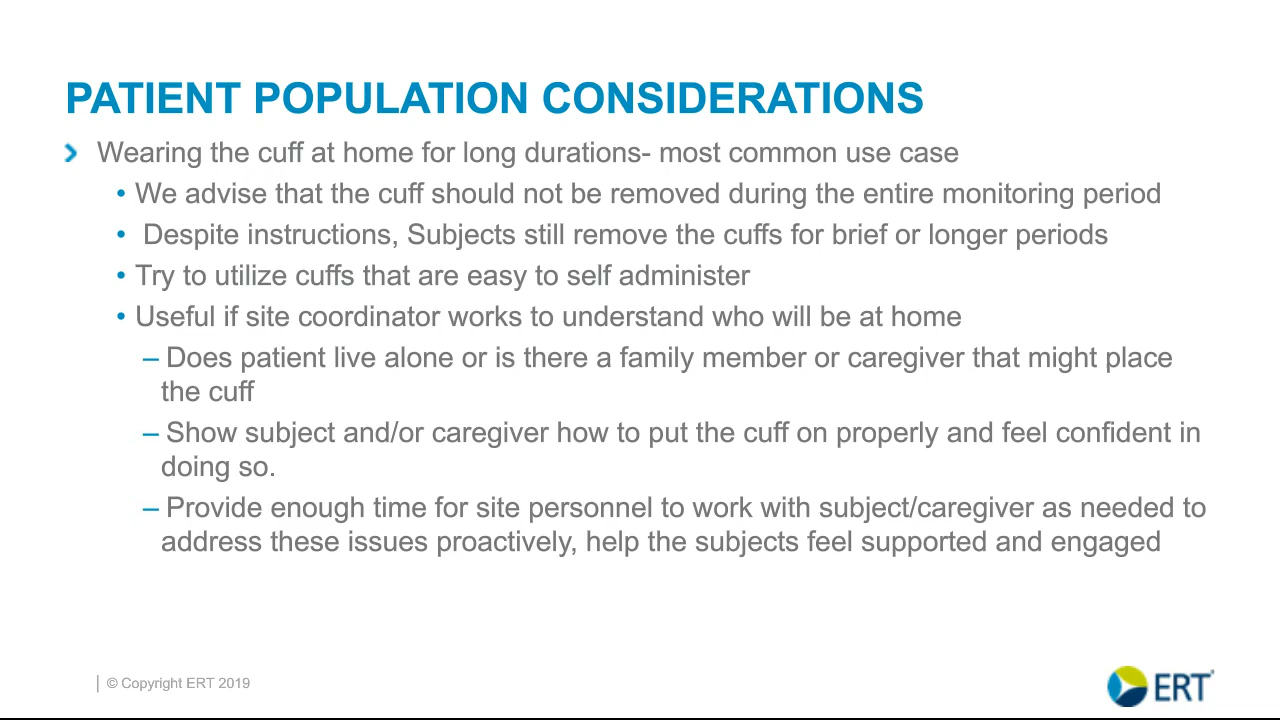 PATIENT POPULATION CONSIDERATIONS
Wearing the cuff at home for long durations- most common use case
• We advise that the cuff should not be removed during the entire monitoring period
• Despite instructions, Subjects still remove the cuffs for brief or longer periods
• Try to utilize cuffs that are easy to self administer
• Useful if site coordinator works to understand who will be at home
– Does patient live alone or is there a family member or caregiver that might place
the cuff
– Show subject and/or caregiver how to put the cuff on properly and feel confident in
doing so.
– Provide enough time for site personnel to work with subject/caregiver as needed to
address these issues proactively, help the subjects feel supported and engaged
© Copyright ERT 2019
ERT